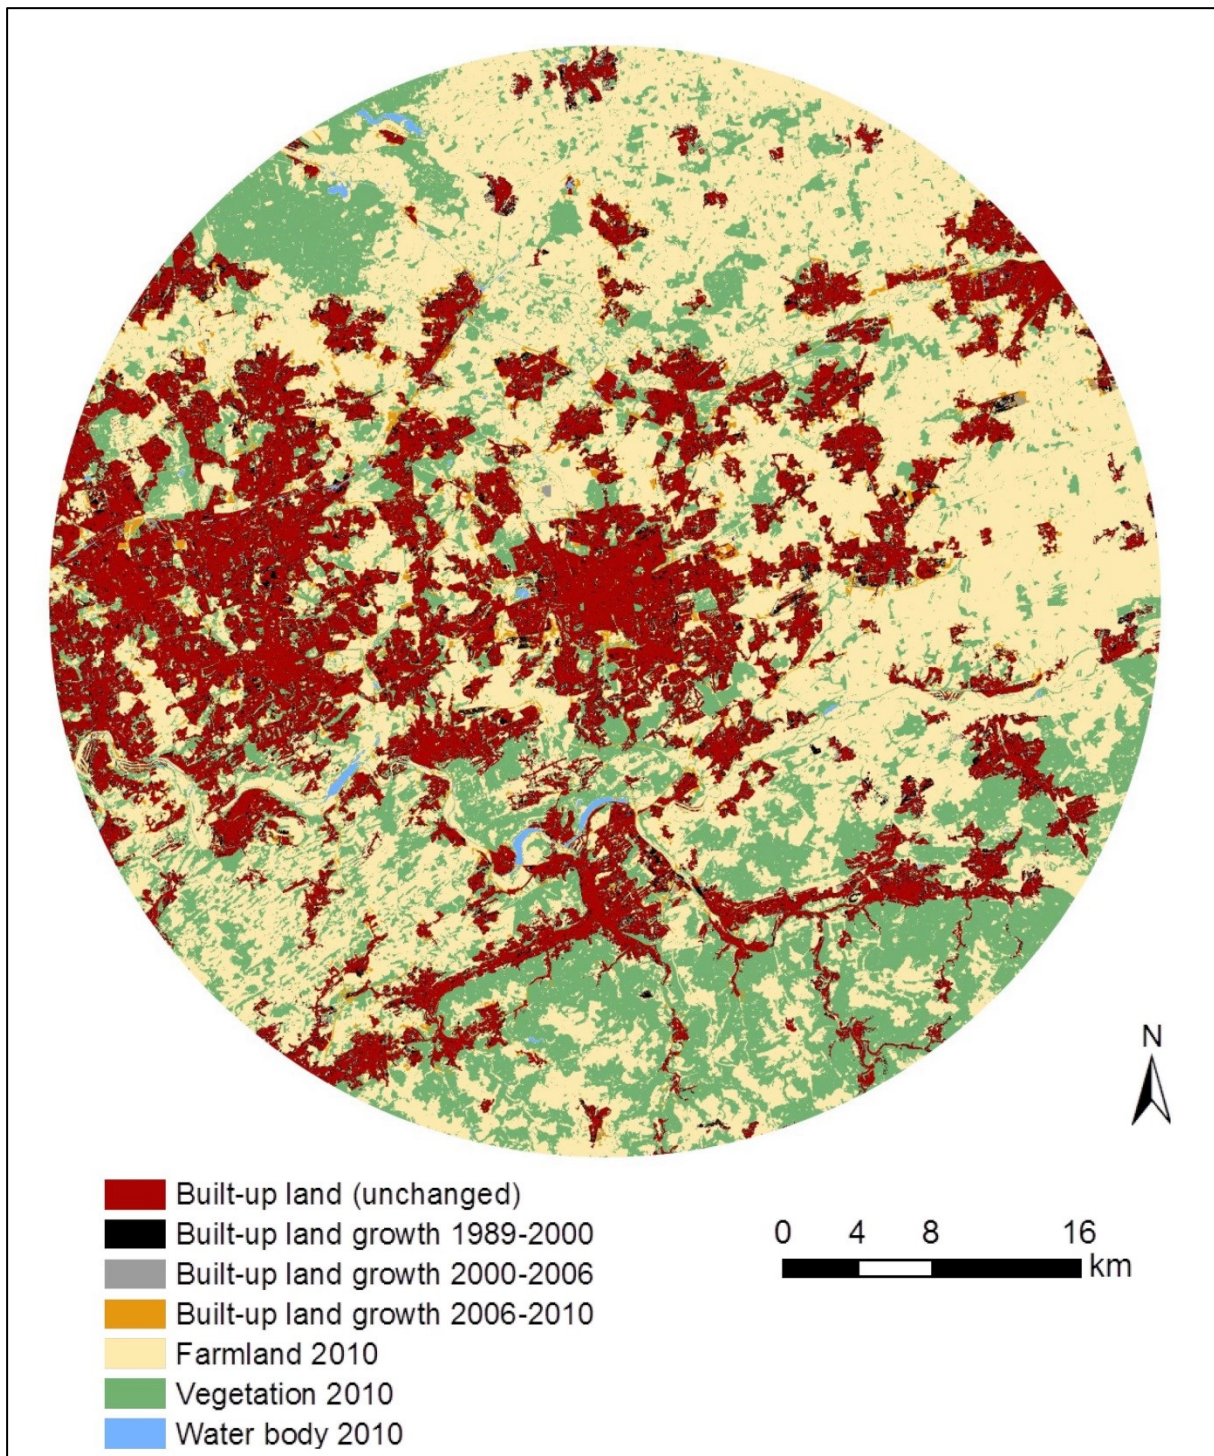 N
Built-up land (unchanged)
Built-up land growth 1989-2000
Built-up land growth 2000-2006
Built-up land growth 2006-2010
Farmland 2010
Vegetation 2010
Water body 2010
0 4 8 16
km